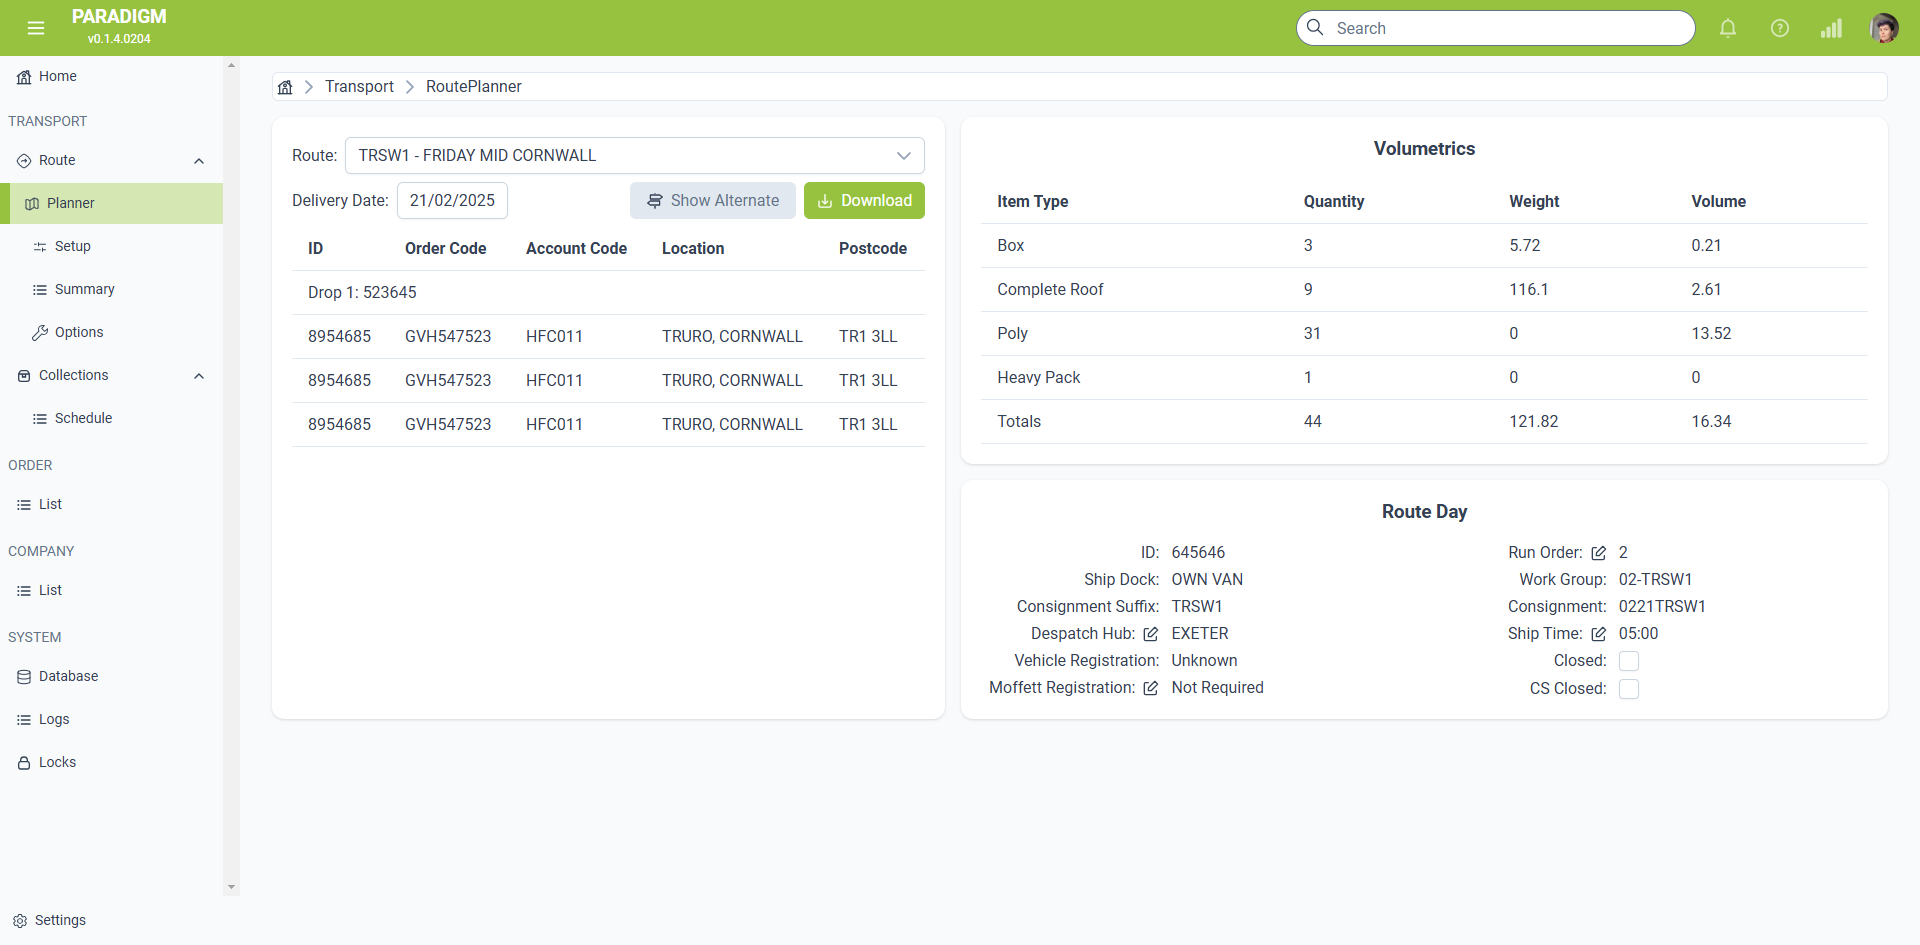 PARADIGM
v0.1.4.0204
Search
Home
TRANSPORT
Route
Planner
Setup
Summary
Options
Collections
Schedule
ORDER
List
COMPANY
List
SYSTEM
Database
Logs
Locks
Settings
Transport
RoutePlanner
Route: TRSW1 - FRIDAY MID CORNWALL
Delivery Date: 21/02/2025 Show Alternate Download
ID Order Code Account Code Location Postcode
Drop 1: 523645
8954685 GVH547523 HFC011 TRURO, CORNWALL TR1 3LL
8954685 GVH547523 HFC011 TRURO, CORNWALL TR1 3LL
8954685 GVH547523 HFC011 TRURO, CORNWALL TR1 3LL
Volumetrics
Item Type Quantity Weight Volume
Box 3 5.72 0.21
Complete Roof 9 116.1 2.61
Poly 31 0 13.52
Heavy Pack 1 0 0
Totals 44 121.82 16.34
Route Day
ID: 645646
Ship Dock: OWN VAN
Consignment Suffix: TRSW1
Despatch Hub: EXETER
Vehicle Registration: Unknown
Moffett Registration: Not Required
Run Order: 2
Work Group: 02-TRSW1
Consignment: 0221TRSW1
Ship Time: 05:00
Closed:
CS Closed: